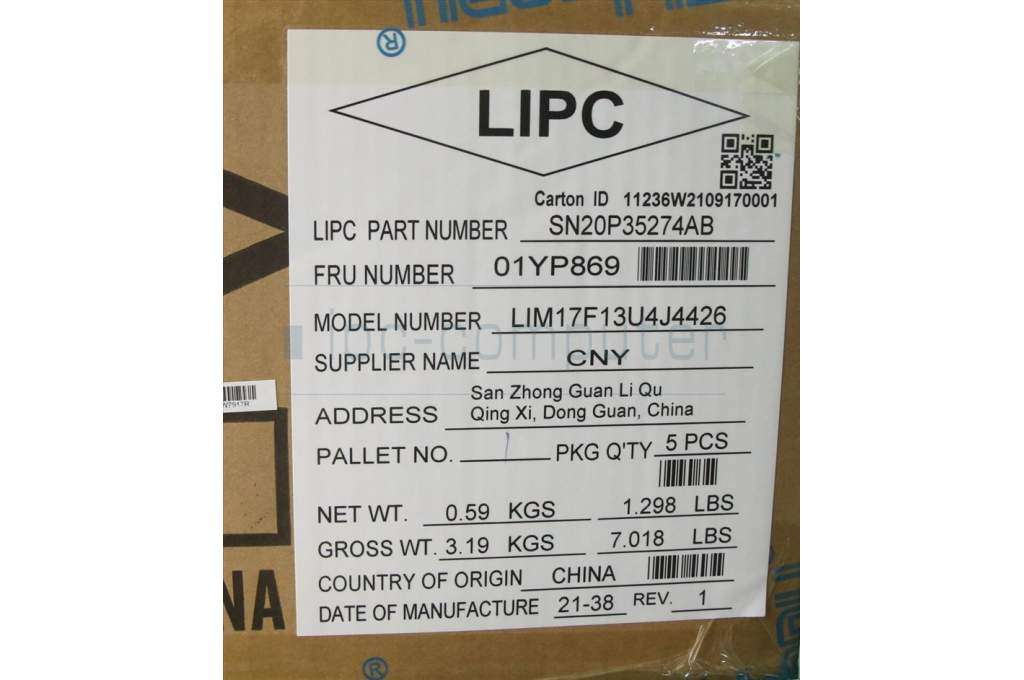 ®
LIPC
Carton ID 11236W2109170001
LIPC PART NUMBER SN20P35274AB
FRU NUMBER 01YP869
MODEL NUMBER LIM17F13U4J4426
ipc-computer
SUPPLIER NAME CNY
San Zhong Guan Li Qu
ADDRESS Qing Xi, Dong Guan, China
PALLET NO. 1 PKG Q'TY 5 PCS
NET WT. 0.59 KGS 1.298 LBS
GROSS WT. 3.19 KGS 7.018 LBS
COUNTRY OF ORIGIN CHINA
DATE OF MANUFACTURE 21-38 REV. 1
NA
®